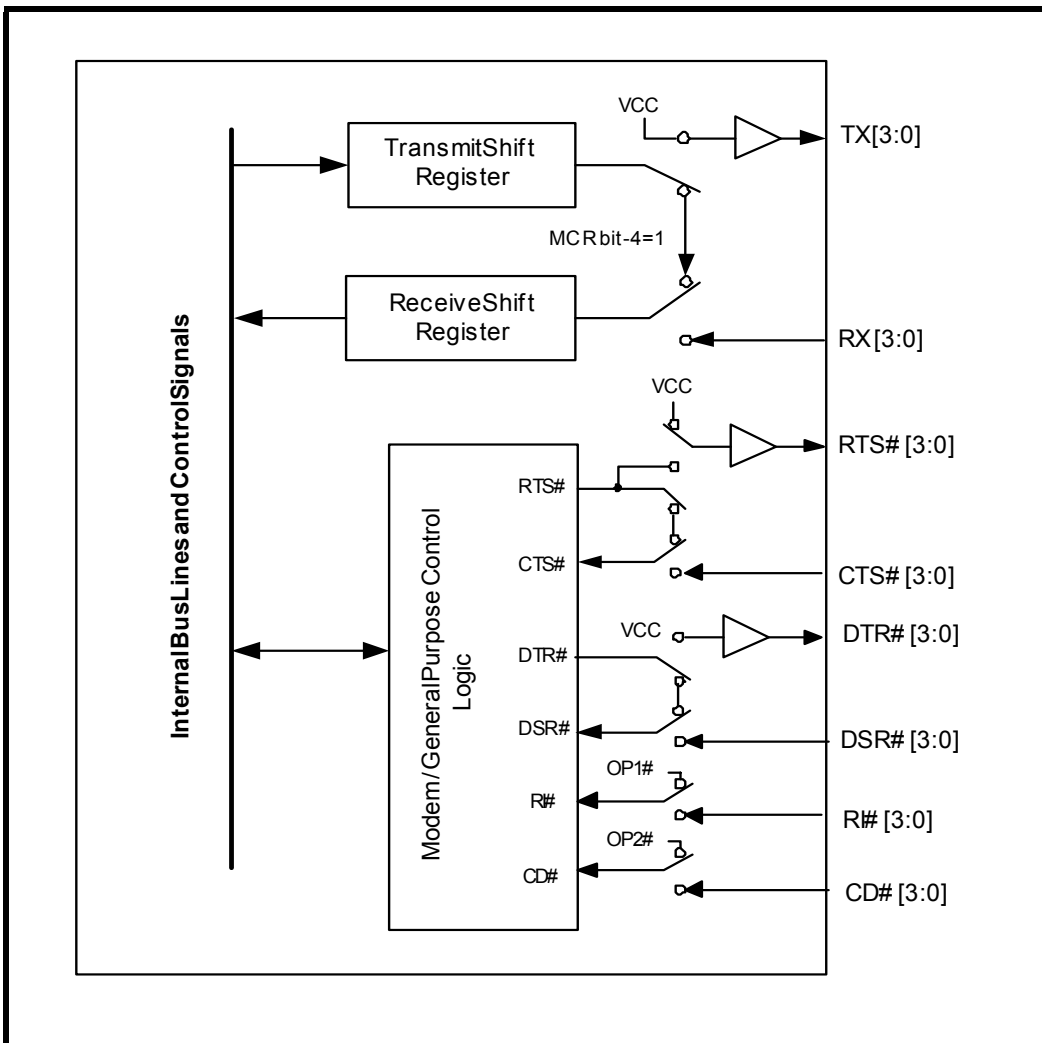 VCC
TX[3:0]
TransmitShift
Register
MCR bit-4=1
ReceiveShift
Register
RX[3:0]
InternalBusLinesandControlSignals
VCC
RTS# [3:0]
RTS#
CTS#
CTS# [3:0]
Modem/GeneralPurposeControl
Logic
VCC
DTR# [3:0]
DTR#
DSR#
DSR# [3:0]
OP1#
RI#
RI# [3:0]
OP2#
CD#
CD# [3:0]